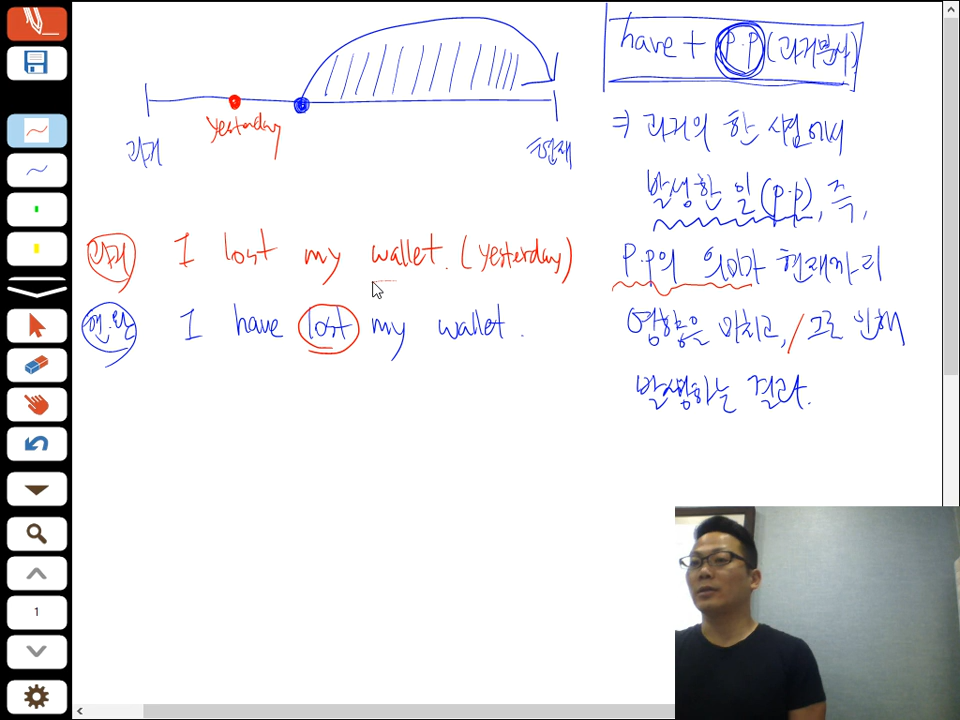 have + p.p (과거분사)
yesterday
과거
현재
⇒ 과거의 한 시점에서
발생한 일(p.p), 즉,
p.p의 의미가 현재까지
영향을 미치고, / 그로 인해
발생하는 결과.
과거 I lost my wallet. (yesterday)
현.완 I have lost my wallet.
1